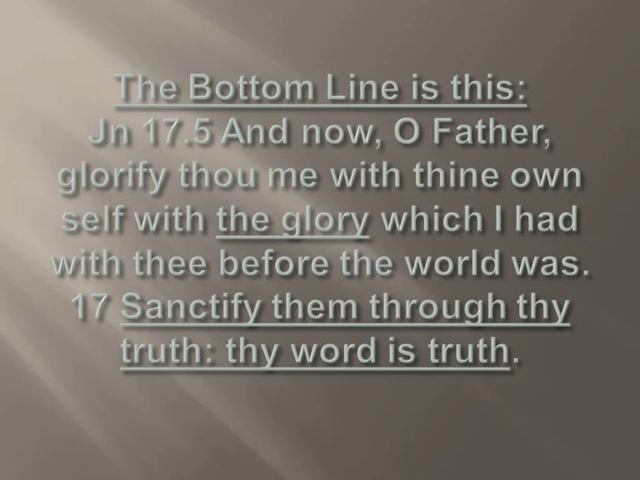 The Bottom Line is this:
Jn 17.5 And now, O Father,
glorify thou me with thine own
self with the glory which I had
with thee before the world was.
17 Sanctify them through thy
truth: thy word is truth.